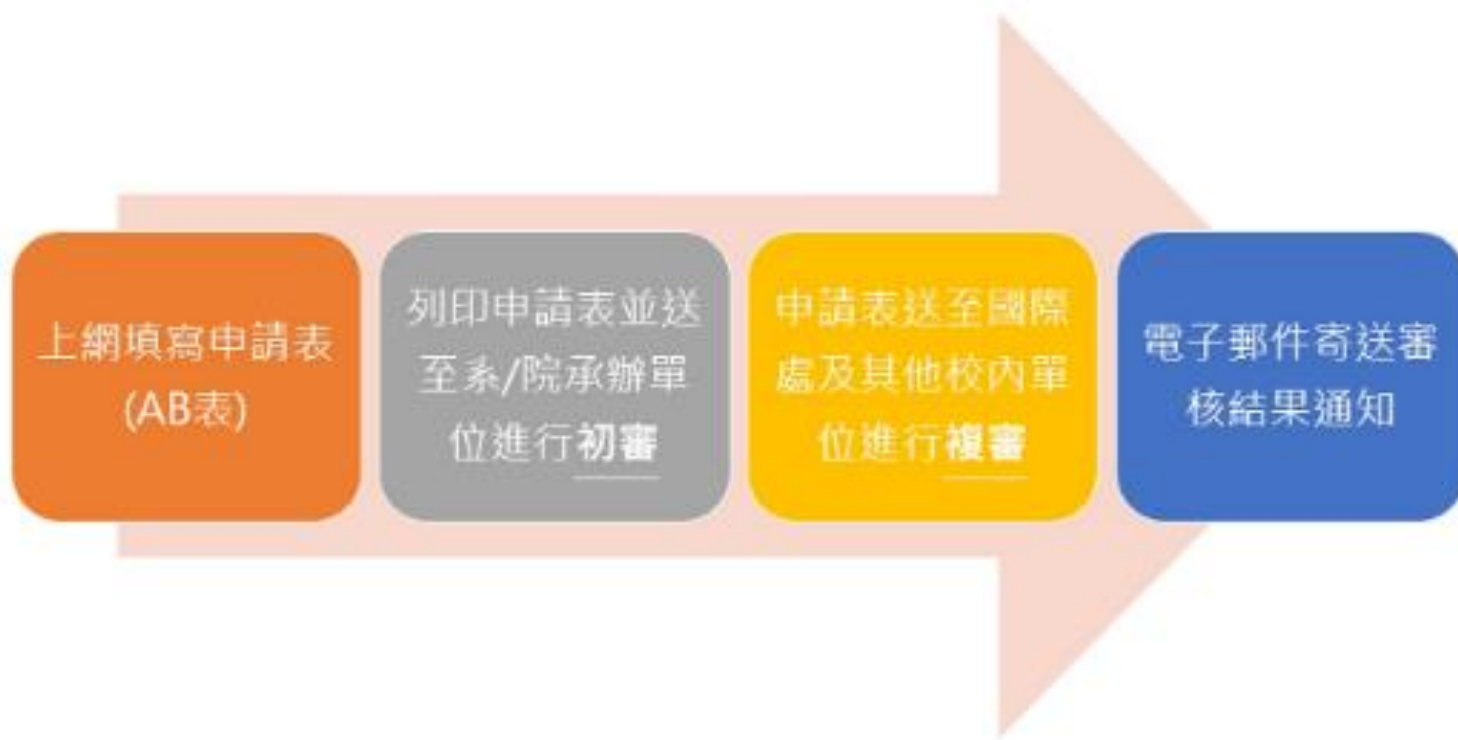 上網填寫申請表
(AB表)
列印申請表並送
至系/院承辦單
位進行初審
申請表送至國際
處及其他校內單
位進行複審
電子郵件寄送審
核結果通知